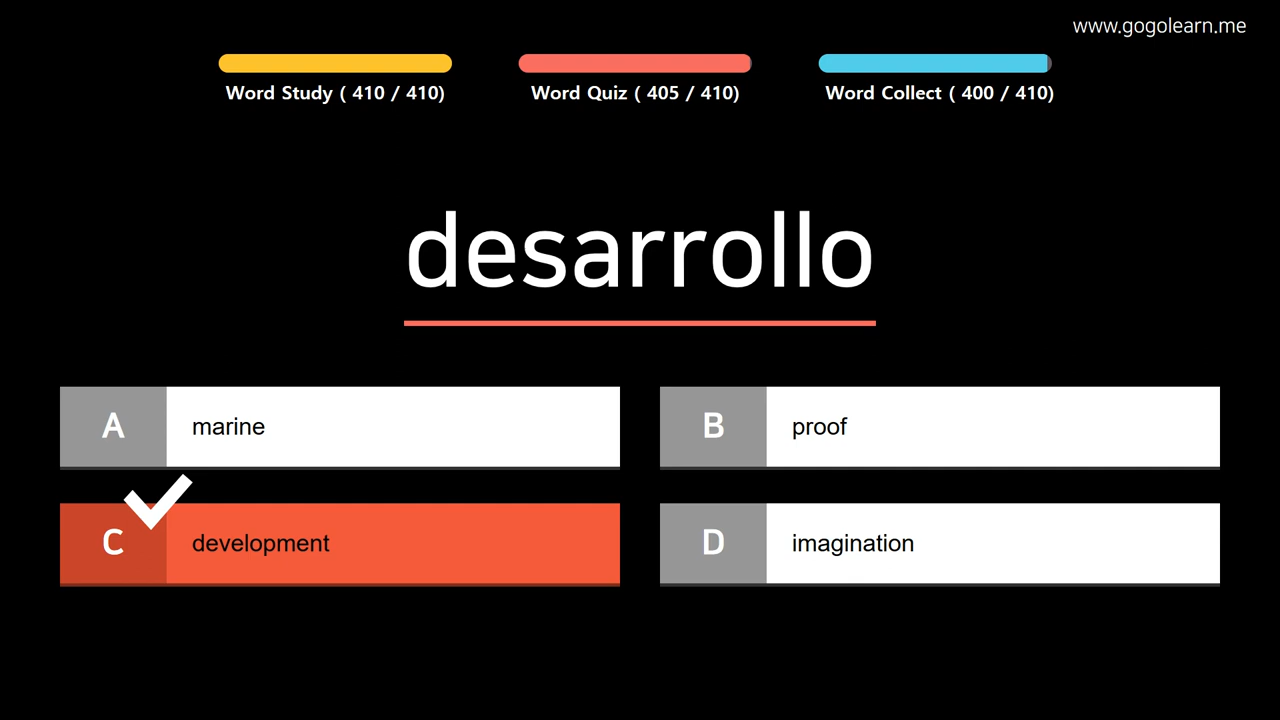 www.gogolearn.me
Word Study ( 410 / 410)
Word Quiz ( 405 / 410)
Word Collect ( 400 / 410)
desarrollo
A
marine
B
proof
C
development
D
imagination